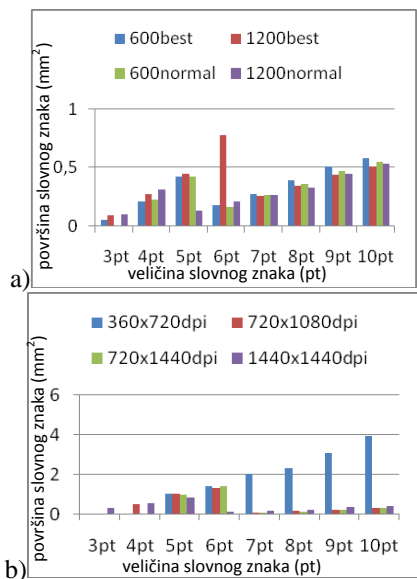 600best 1200best
600normal 1200normal
površina slovnog znaka (mm²)
1
0,5
0
3pt 4pt 5pt 6pt 7pt 8pt 9pt 10pt
veličina slovnog znaka (pt)
a)
360x720dpi 720x1080dpi
720x1440dpi 1440x1440dpi
površina slovnog znaka (mm²)
6
4
2
0
3pt 4pt 5pt 6pt 7pt 8pt 9pt 10pt
veličina slovnog znaka (pt)
b)